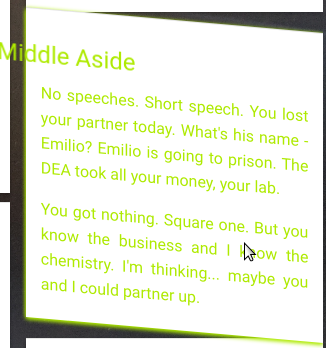 Middle Aside
No speeches. Short speech. You lost
your partner today. What's his name -
Emilio? Emilio is going to prison. The
DEA took all your money, your lab.
You got nothing. Square one. But you
know the business and I know the
chemistry. I'm thinking... maybe you
and I could partner up.